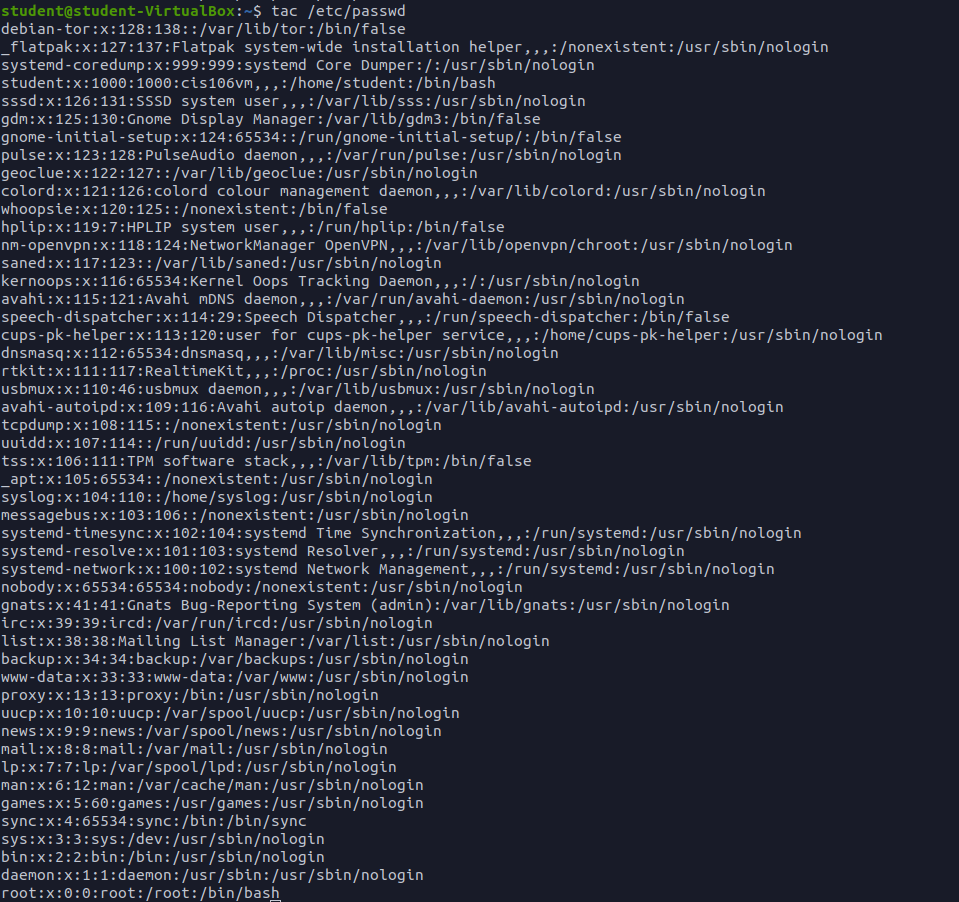 student@student-VirtualBox:~$ tac /etc/passwd
debian-tor:x:128:138::/var/lib/tor:/bin/false
_flatpak:x:127:137:Flatpak system-wide installation helper,,,:/nonexistent:/usr/sbin/nologin
systemd-coredump:x:999:999:systemd Core Dumper:/:/usr/sbin/nologin
student:x:1000:1000:cis106vm,,,:/home/student:/bin/bash
sssd:x:126:131:SSSD system user,,,:/var/lib/sss:/usr/sbin/nologin
gdm:x:125:130:Gnome Display Manager:/var/lib/gdm3:/bin/false
gnome-initial-setup:x:124:65534::/run/gnome-initial-setup/:/bin/false
pulse:x:123:128:PulseAudio daemon,,,:/var/run/pulse:/usr/sbin/nologin
geoclue:x:122:127::/var/lib/geoclue:/usr/sbin/nologin
colord:x:121:126:colord colour management daemon,,,:/var/lib/colord:/usr/sbin/nologin
whoopsie:x:120:125::/nonexistent:/bin/false
hplip:x:119:7:HPLIP system user,,,:/run/hplip:/bin/false
nm-openvpn:x:118:124:NetworkManager OpenVPN,,,:/var/lib/openvpn/chroot:/usr/sbin/nologin
saned:x:117:123::/var/lib/saned:/usr/sbin/nologin
kernoops:x:116:65534:Kernel Oops Tracking Daemon,,,:/:/usr/sbin/nologin
avahi:x:115:121:Avahi mDNS daemon,,,:/var/run/avahi-daemon:/usr/sbin/nologin
speech-dispatcher:x:114:29:Speech Dispatcher,,,:/run/speech-dispatcher:/bin/false
cups-pk-helper:x:113:120:user for cups-pk-helper service,,,:/home/cups-pk-helper:/usr/sbin/nologin
dnsmasq:x:112:65534:dnsmasq,,,:/var/lib/misc:/usr/sbin/nologin
rtkit:x:111:117:RealtimeKit,,,:/proc:/usr/sbin/nologin
usbmux:x:110:46:usbmux daemon,,,:/var/lib/usbmux:/usr/sbin/nologin
avahi-autoipd:x:109:116:Avahi autoip daemon,,,:/var/lib/avahi-autoipd:/usr/sbin/nologin
tcpdump:x:108:115::/nonexistent:/usr/sbin/nologin
uuidd:x:107:114::/run/uuidd:/usr/sbin/nologin
tss:x:106:111:TPM software stack,,,:/var/lib/tpm:/bin/false
_apt:x:105:65534::/nonexistent:/usr/sbin/nologin
syslog:x:104:110::/home/syslog:/usr/sbin/nologin
messagebus:x:103:106::/nonexistent:/usr/sbin/nologin
systemd-timesync:x:102:104:systemd Time Synchronization,,,:/run/systemd:/usr/sbin/nologin
systemd-resolve:x:101:103:systemd Resolver,,,:/run/systemd:/usr/sbin/nologin
systemd-network:x:100:102:systemd Network Management,,,:/run/systemd:/usr/sbin/nologin
nobody:x:65534:65534:nobody:/nonexistent:/usr/sbin/nologin
gnats:x:41:41:Gnats Bug-Reporting System (admin):/var/lib/gnats:/usr/sbin/nologin
irc:x:39:39:ircd:/var/run/ircd:/usr/sbin/nologin
list:x:38:38:Mailing List Manager:/var/list:/usr/sbin/nologin
backup:x:34:34:backup:/var/backups:/usr/sbin/nologin
www-data:x:33:33:www-data:/var/www:/usr/sbin/nologin
proxy:x:13:13:proxy:/bin:/usr/sbin/nologin
uucp:x:10:10:uucp:/var/spool/uucp:/usr/sbin/nologin
news:x:9:9:news:/var/spool/news:/usr/sbin/nologin
mail:x:8:8:mail:/var/mail:/usr/sbin/nologin
lp:x:7:7:lp:/var/spool/lpd:/usr/sbin/nologin
man:x:6:12:man:/var/cache/man:/usr/sbin/nologin
games:x:5:60:games:/usr/games:/usr/sbin/nologin
sync:x:4:65534:sync:/bin:/bin/sync
sys:x:3:3:sys:/dev:/usr/sbin/nologin
bin:x:2:2:bin:/bin:/usr/sbin/nologin
daemon:x:1:1:daemon:/usr/sbin:/usr/sbin/nologin
root:x:0:0:root:/root:/bin/bash